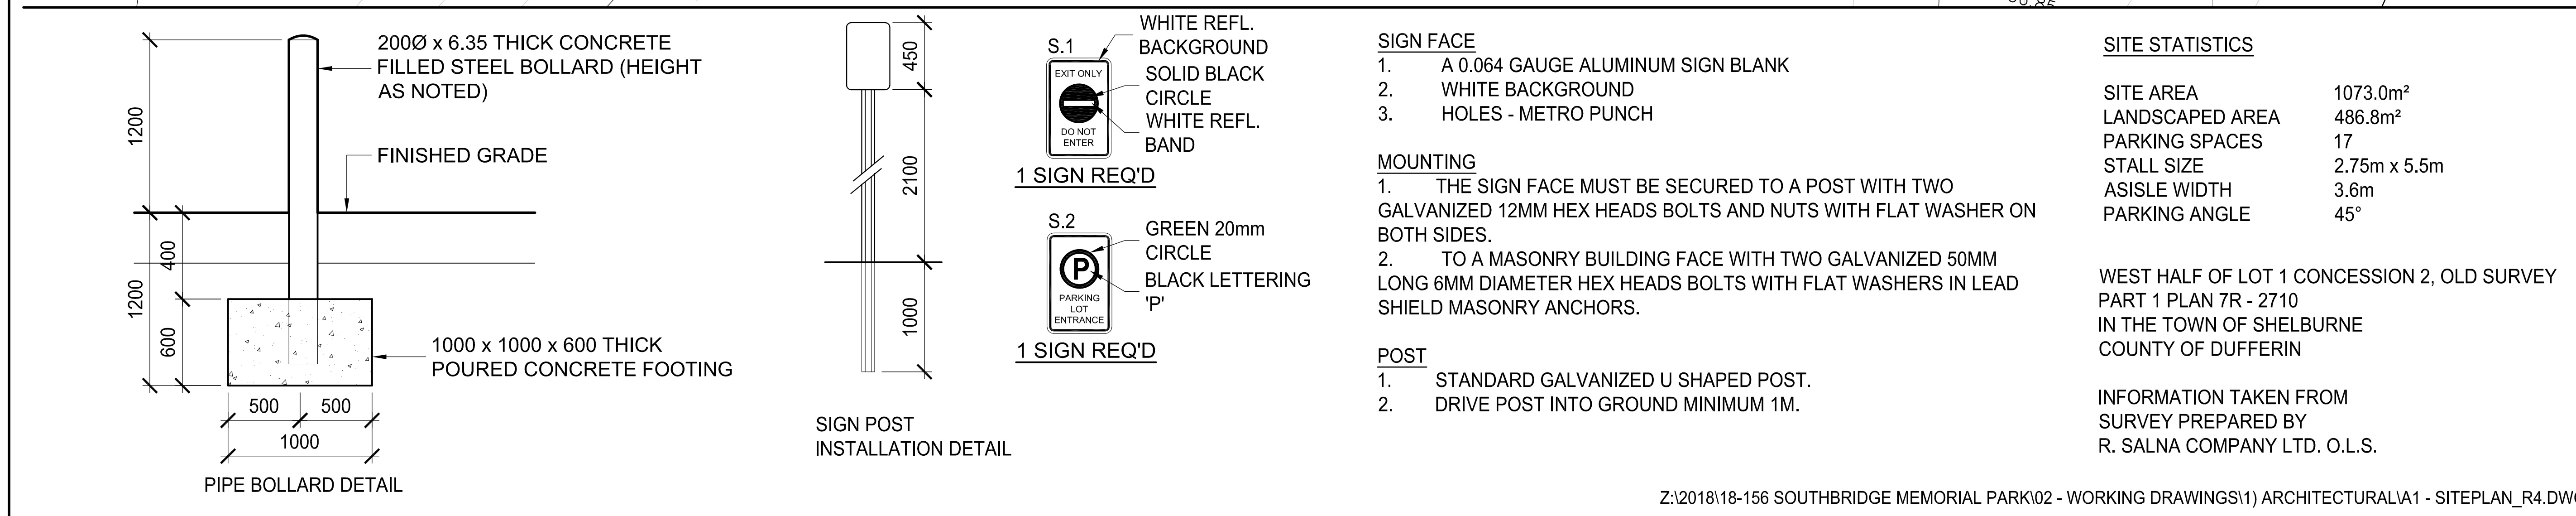 200Ø x 6.35 THICK CONCRETE
FILLED STEEL BOLLARD (HEIGHT
AS NOTED)
1200
FINISHED GRADE
400
1200
600
1000 x 1000 x 600 THICK
POURED CONCRETE FOOTING
500 500
1000
PIPE BOLLARD DETAIL
450
2100
1000
SIGN POST
INSTALLATION DETAIL
S.1
WHITE REFL.
BACKGROUND
EXIT ONLY
SOLID BLACK
CIRCLE
WHITE REFL.
BAND
DO NOT
ENTER
1 SIGN REQ'D
S.2
GREEN 20mm
CIRCLE
P
BLACK LETTERING
'P'
PARKING
LOT
ENTRANCE
1 SIGN REQ'D
SIGN FACE
1. A 0.064 GAUGE ALUMINUM SIGN BLANK
2. WHITE BACKGROUND
3. HOLES - METRO PUNCH
MOUNTING
1. THE SIGN FACE MUST BE SECURED TO A POST WITH TWO
GALVANIZED 12MM HEX HEADS BOLTS AND NUTS WITH FLAT WASHER ON
BOTH SIDES.
2. TO A MASONRY BUILDING FACE WITH TWO GALVANIZED 50MM
LONG 6MM DIAMETER HEX HEADS BOLTS WITH FLAT WASHERS IN LEAD
SHIELD MASONRY ANCHORS.
POST
1. STANDARD GALVANIZED U SHAPED POST.
2. DRIVE POST INTO GROUND MINIMUM 1M.
SITE STATISTICS
SITE AREA 1073.0m²
LANDSCAPED AREA 486.8m²
PARKING SPACES 17
STALL SIZE 2.75m x 5.5m
ASISLE WIDTH 3.6m
PARKING ANGLE 45°
WEST HALF OF LOT 1 CONCESSION 2, OLD SURVEY
PART 1 PLAN 7R - 2710
IN THE TOWN OF SHELBURNE
COUNTY OF DUFFERIN
INFORMATION TAKEN FROM
SURVEY PREPARED BY
R. SALNA COMPANY LTD. O.L.S.
Z:\2018\18-156 SOUTHBRIDGE MEMORIAL PARK\02 - WORKING DRAWINGS\1) ARCHITECTURAL\A1 - SITEPLAN_R4.DW